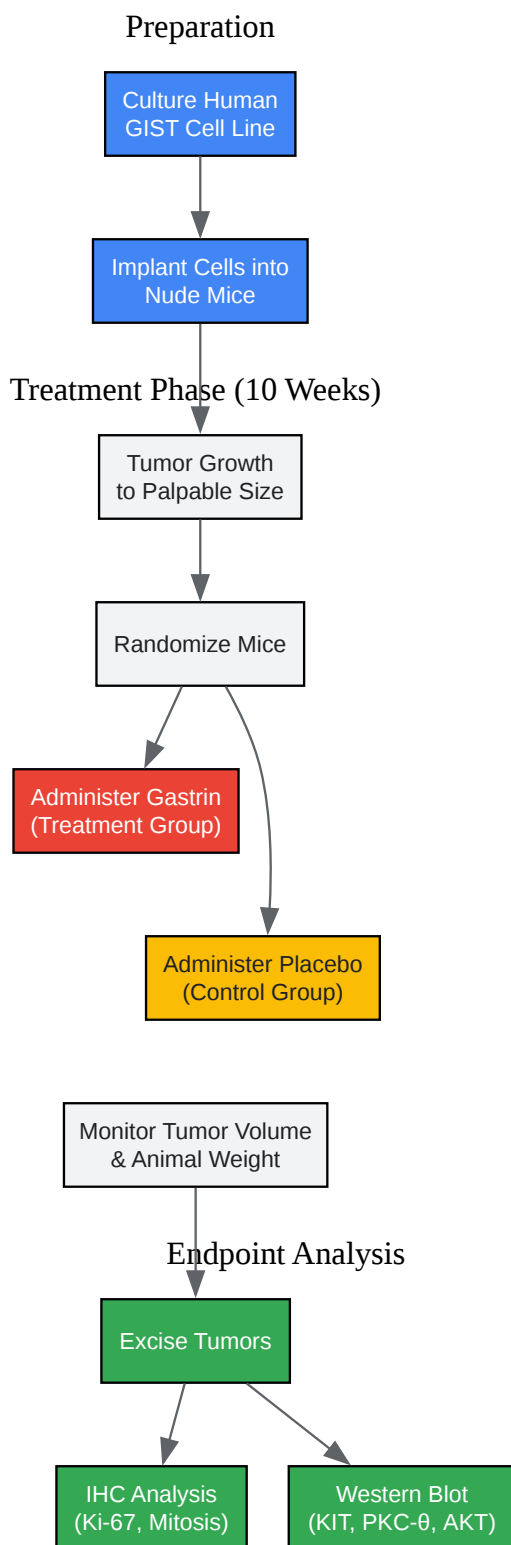 Preparation
Culture Human
GIST Cell Line
Implant Cells into
Nude Mice
Treatment Phase (10 Weeks)
Tumor Growth
to Palpable Size
Randomize Mice
Administer Gastrin
(Treatment Group)
Administer Placebo
(Control Group)
Monitor Tumor Volume
& Animal Weight
Endpoint Analysis
Excise Tumors
IHC Analysis
(Ki-67, Mitosis)
Western Blot
(KIT, PKC-θ, AKT)